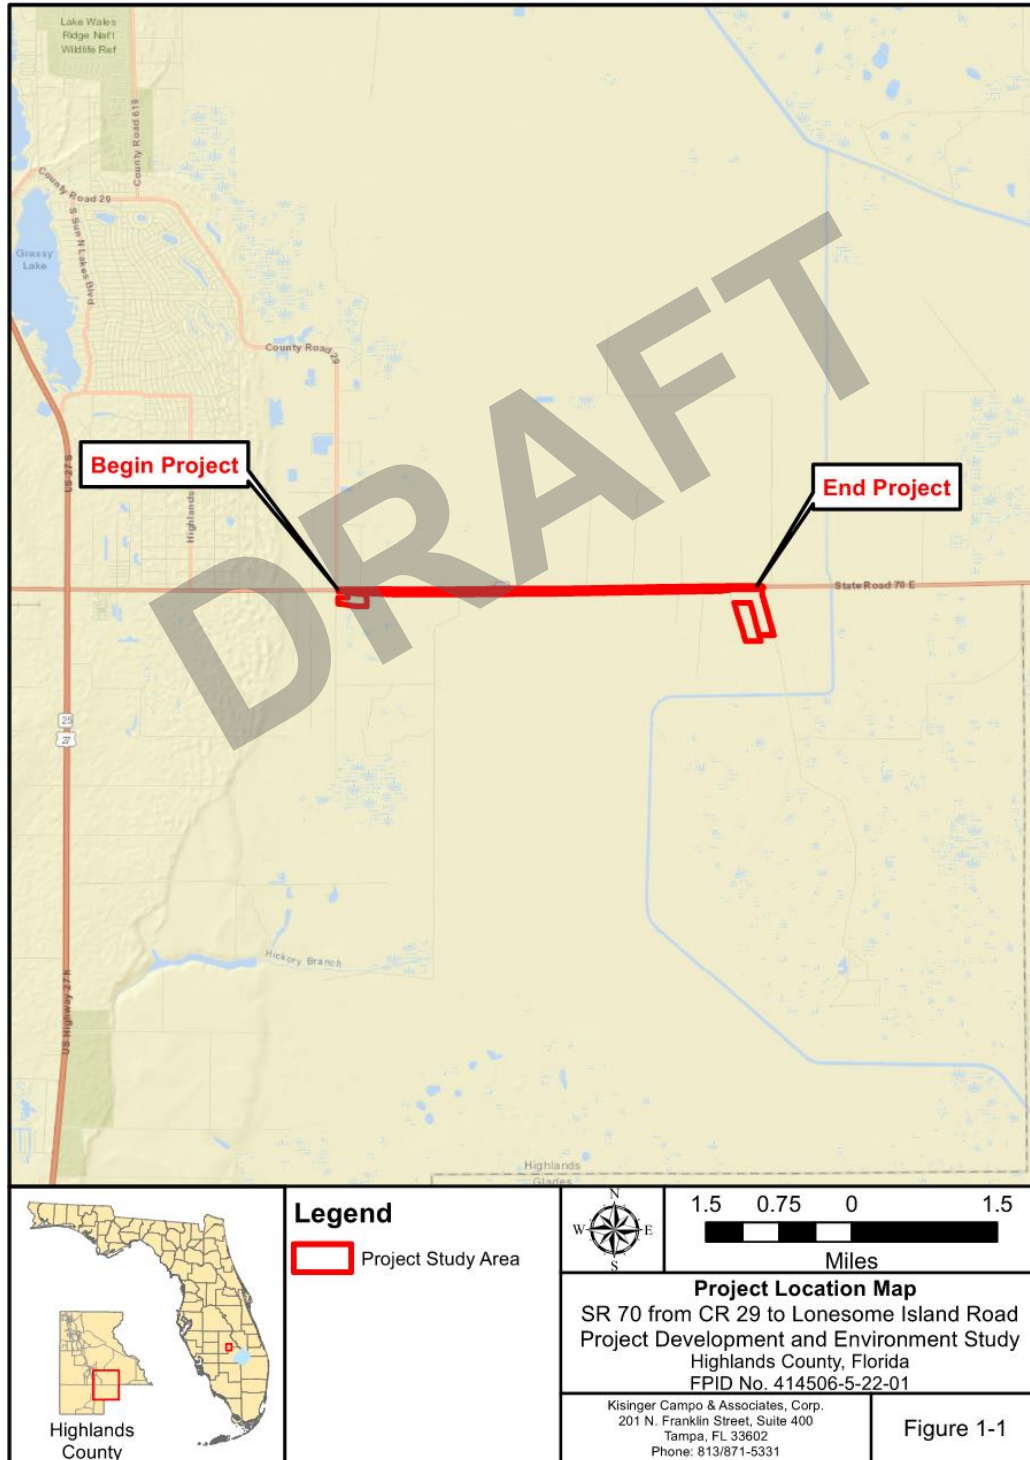 Lake Wales
Ridge Nat'l
Wildlife Ref
County Road 619
County Road 29
S Sun N Lakes Blvd
Grassy
Lake
County Road 29
DRAFT
Begin Project
End Project
US-27 S
Highlands
State Road 70 E
25
27
Hickory Branch
US Highway 27 N
Highlands
Glades
Highlands
County
Legend
Project Study Area
N
W
E
S
1.5 0.75 0 1.5
Miles
Project Location Map
SR 70 from CR 29 to Lonesome Island Road
Project Development and Environment Study
Highlands County, Florida
FPID No. 414506-5-22-01
Kisinger Campo & Associates, Corp.
201 N. Franklin Street, Suite 400
Tampa, FL 33602
Phone: 813/871-5331
Figure 1-1